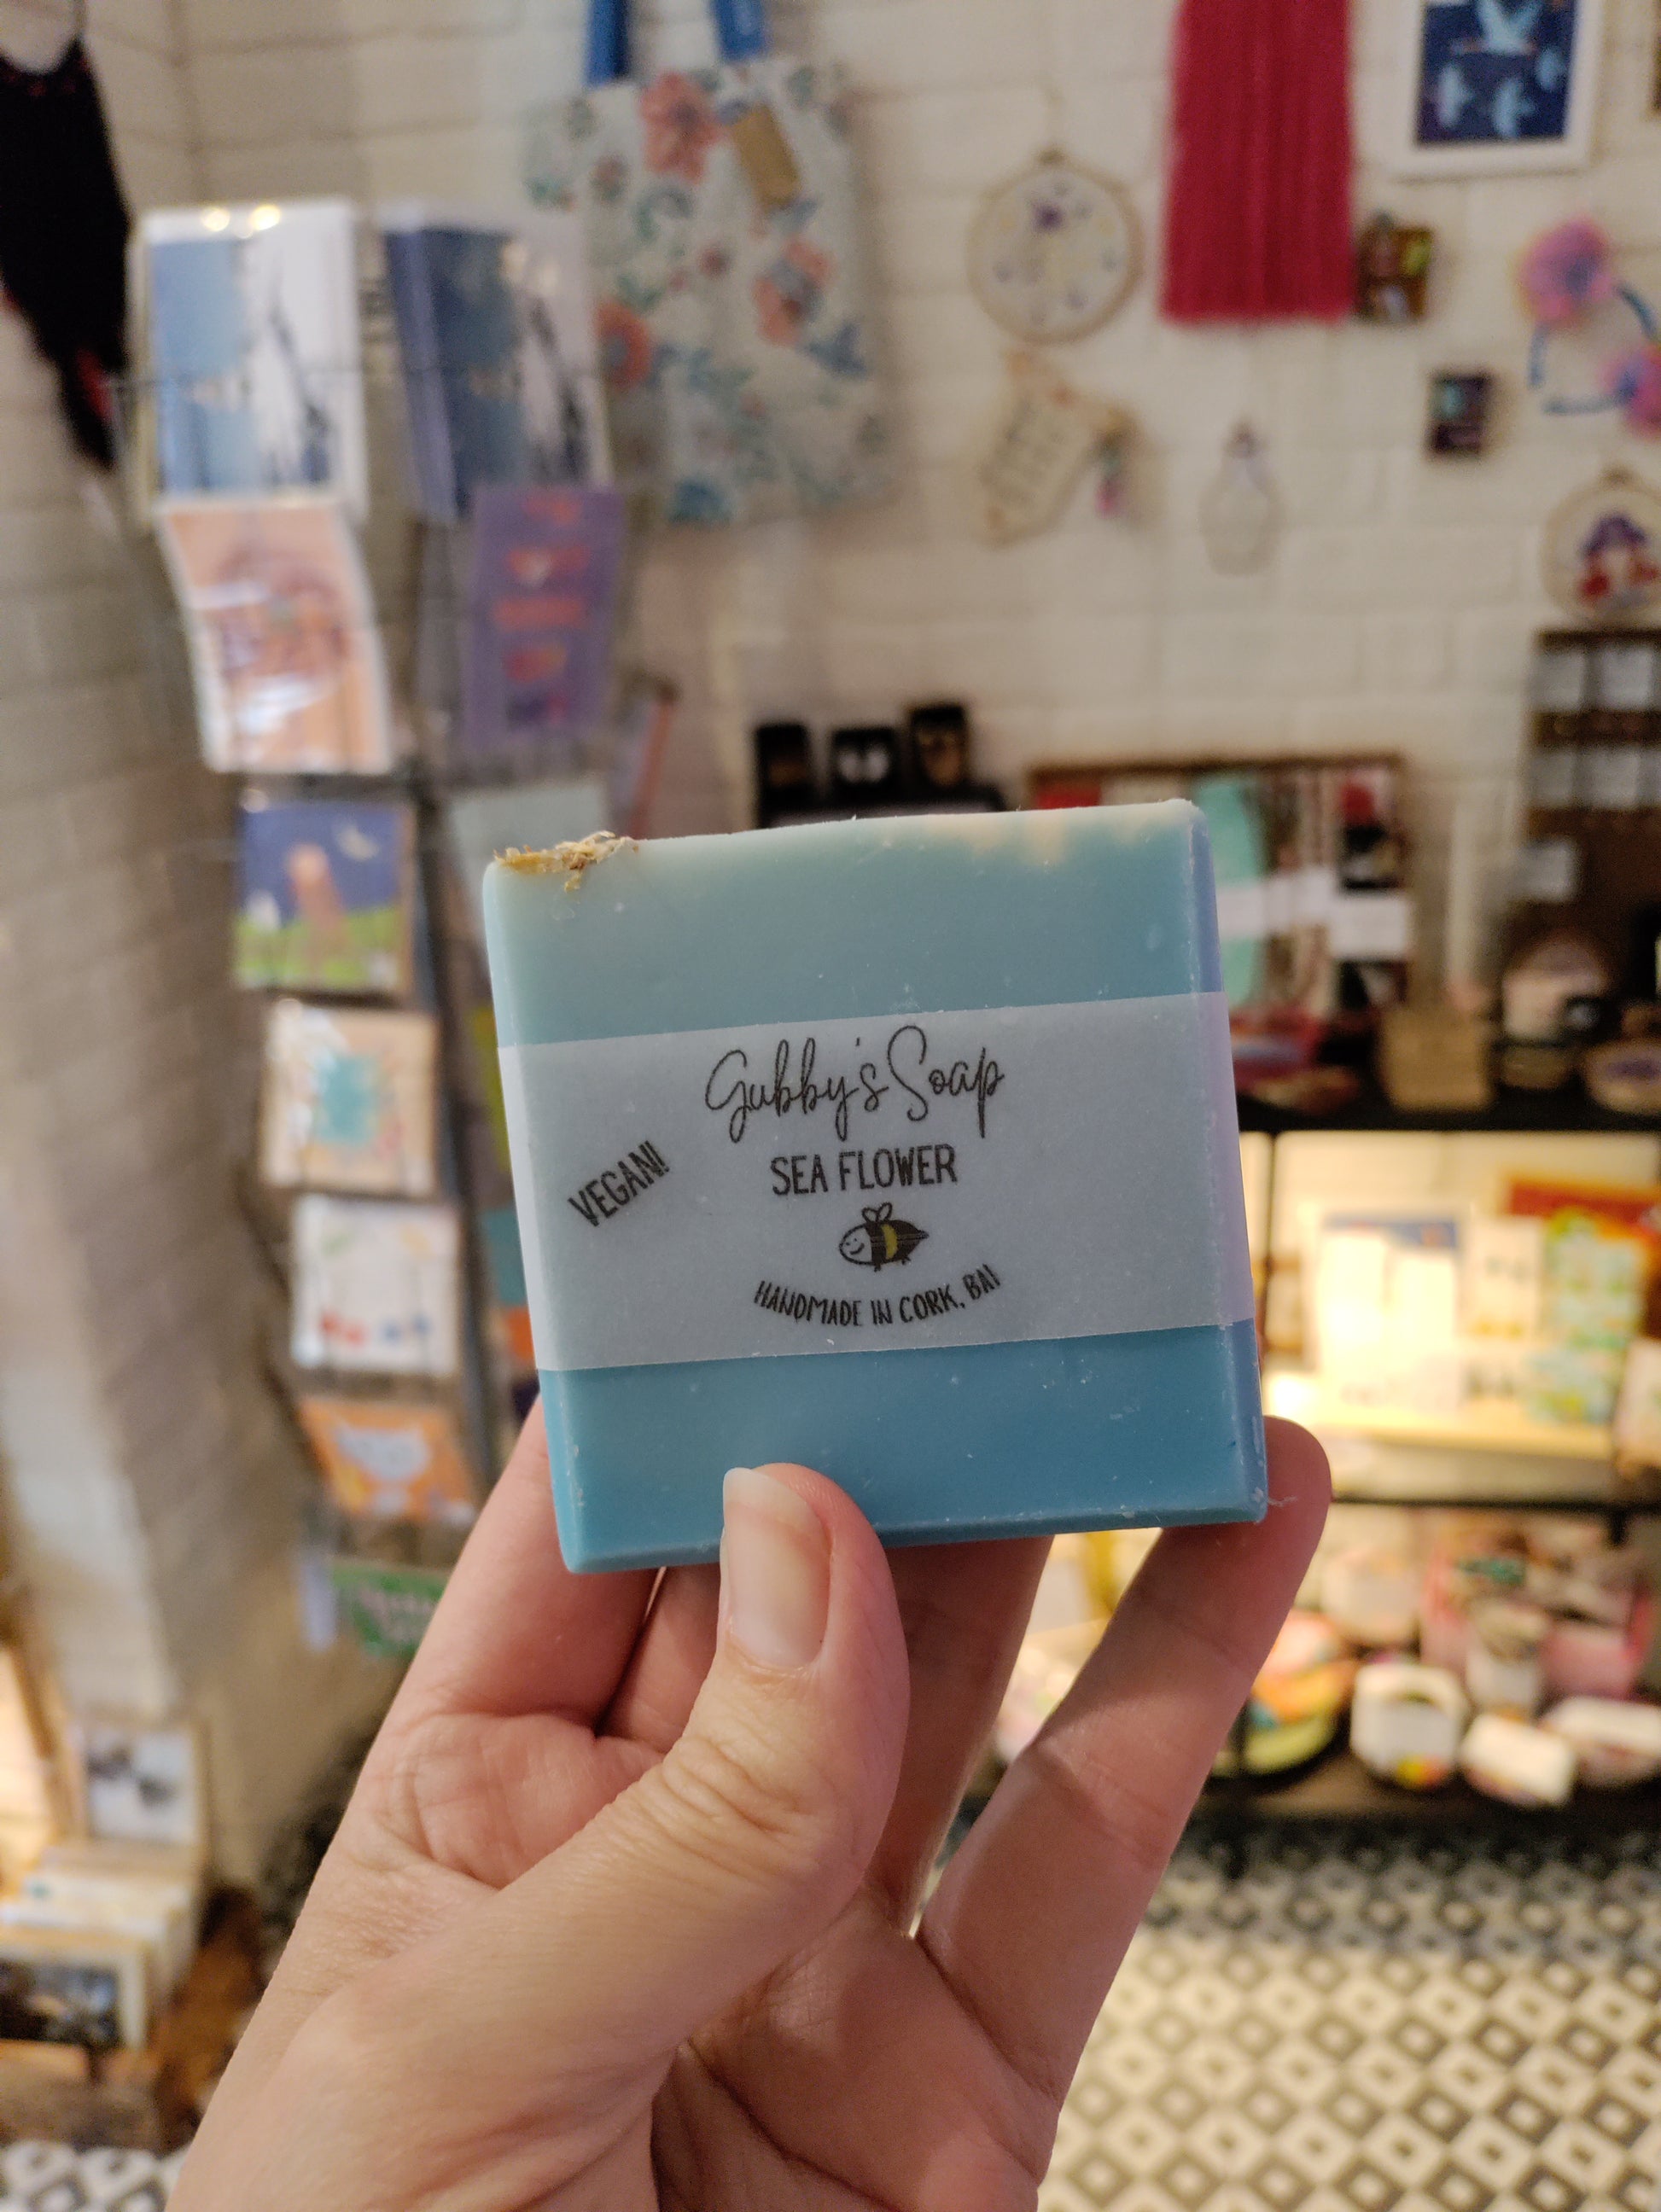 Gubby's Soap
SEA FLOWER
VEGAN!
HANDMADE IN CORK, BAI